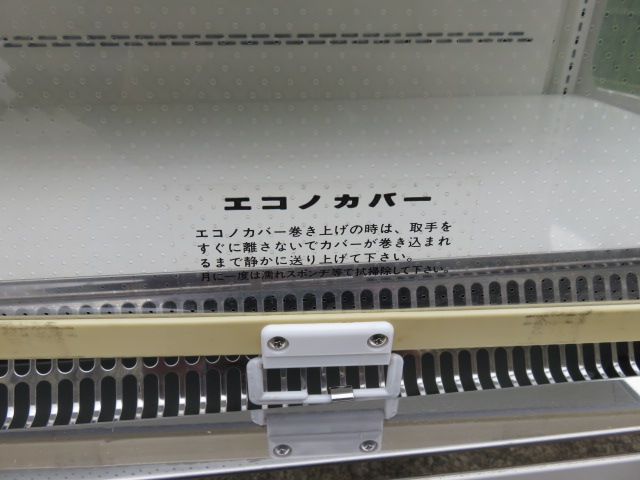 エコノカバー
エコノカバー巻き上げの時は、取手を
すぐに離さないでカバーが巻き込まれ
るまで静かに送り上げて下さい。
月に一度は濡れスポンヂ等で拭掃除して下さい。